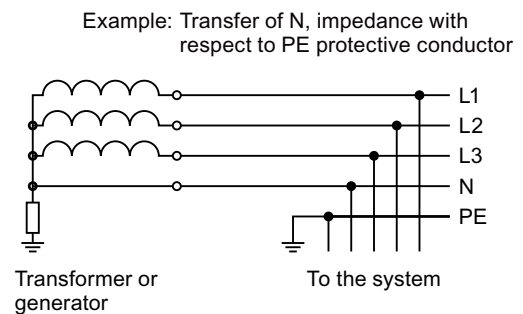 Example: Transfer of N, impedance with
respect to PE protective conductor
L1
L2
L3
N
PE
Transformer or
generator
To the system